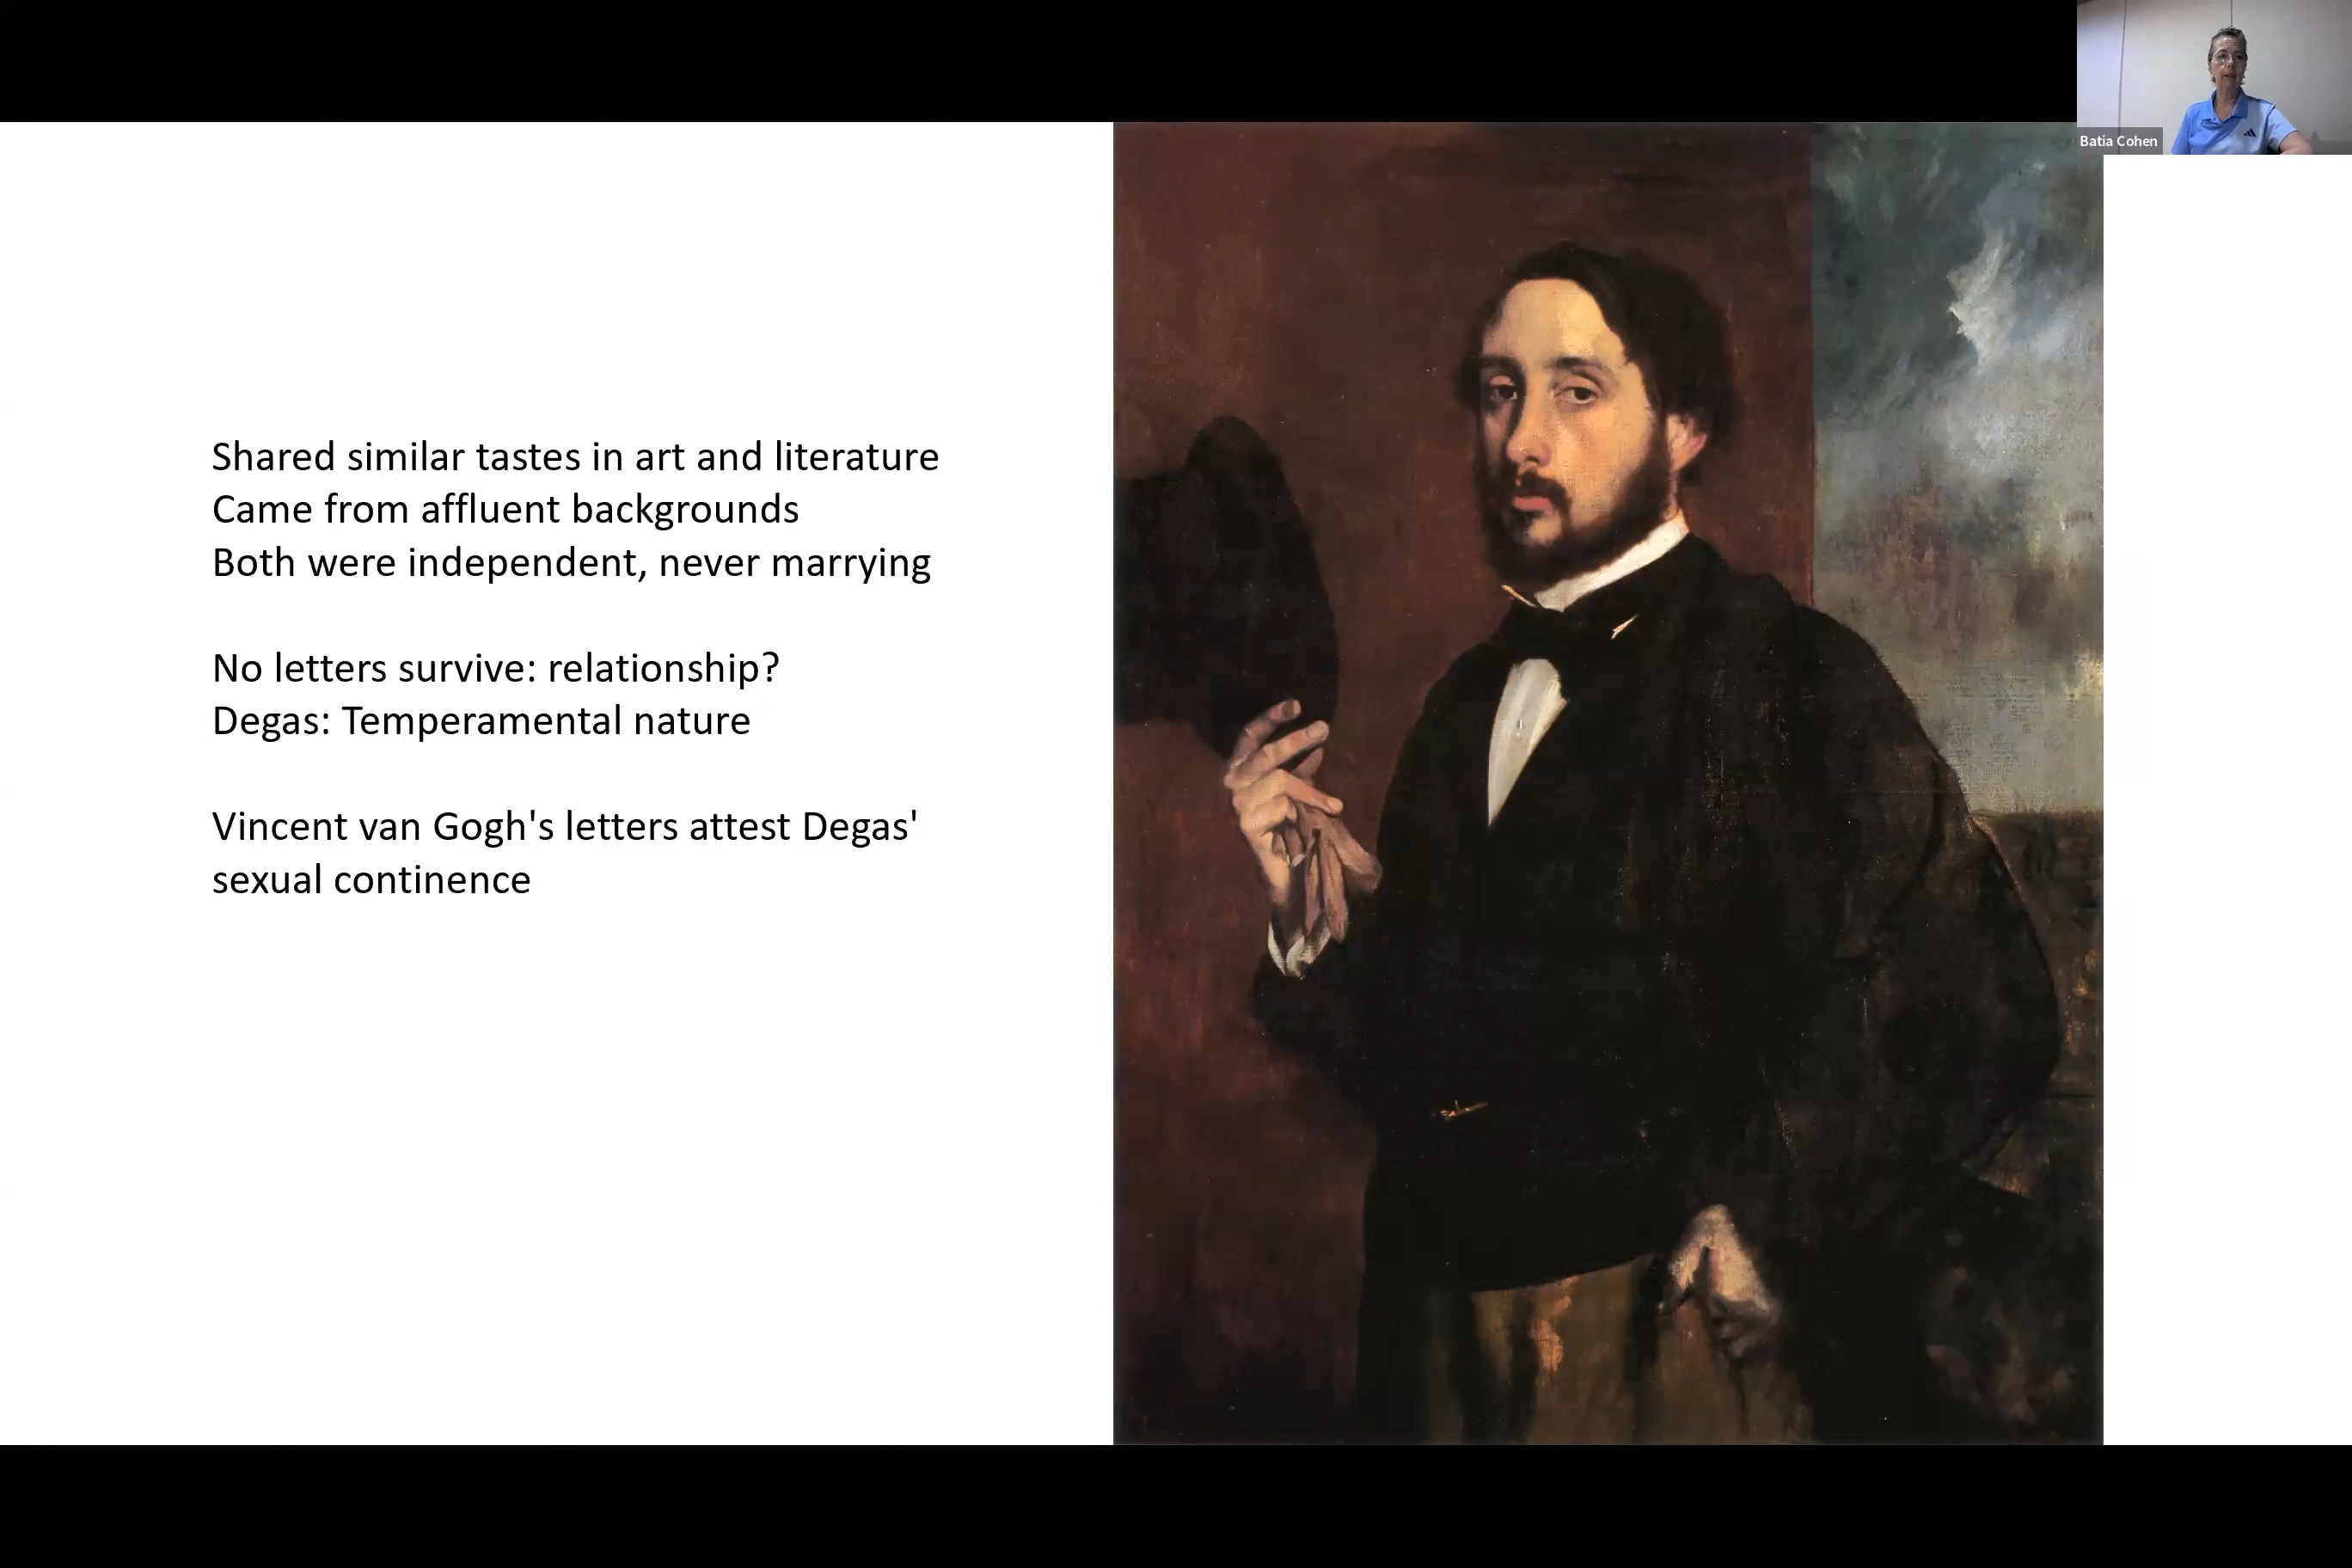 Batia Cohen
Shared similar tastes in art and literature
Came from affluent backgrounds
Both were independent, never marrying
No letters survive: relationship?
Degas: Temperamental nature
Vincent van Gogh's letters attest Degas'
sexual continence